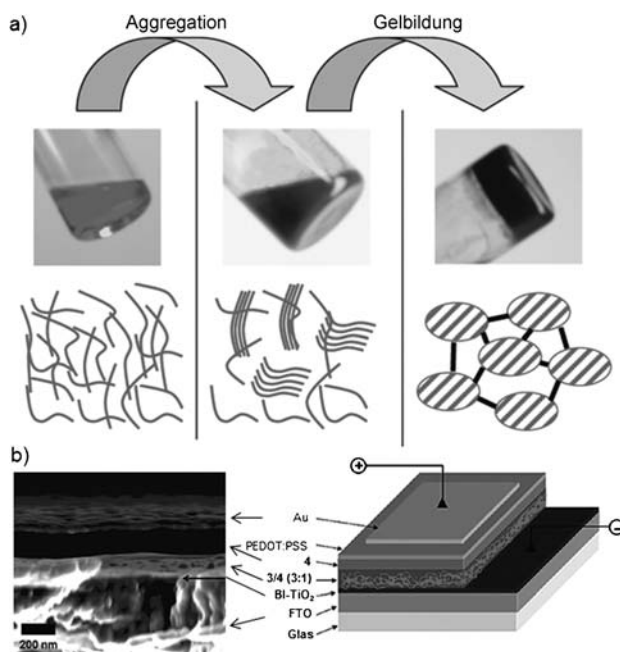 a)
Aggregation
Gelbildung
b)
Au
PEDOT:PSS
4
3/4 (3:1)
Bl-TiO₂
FTO
Glas
200 nm
+
−